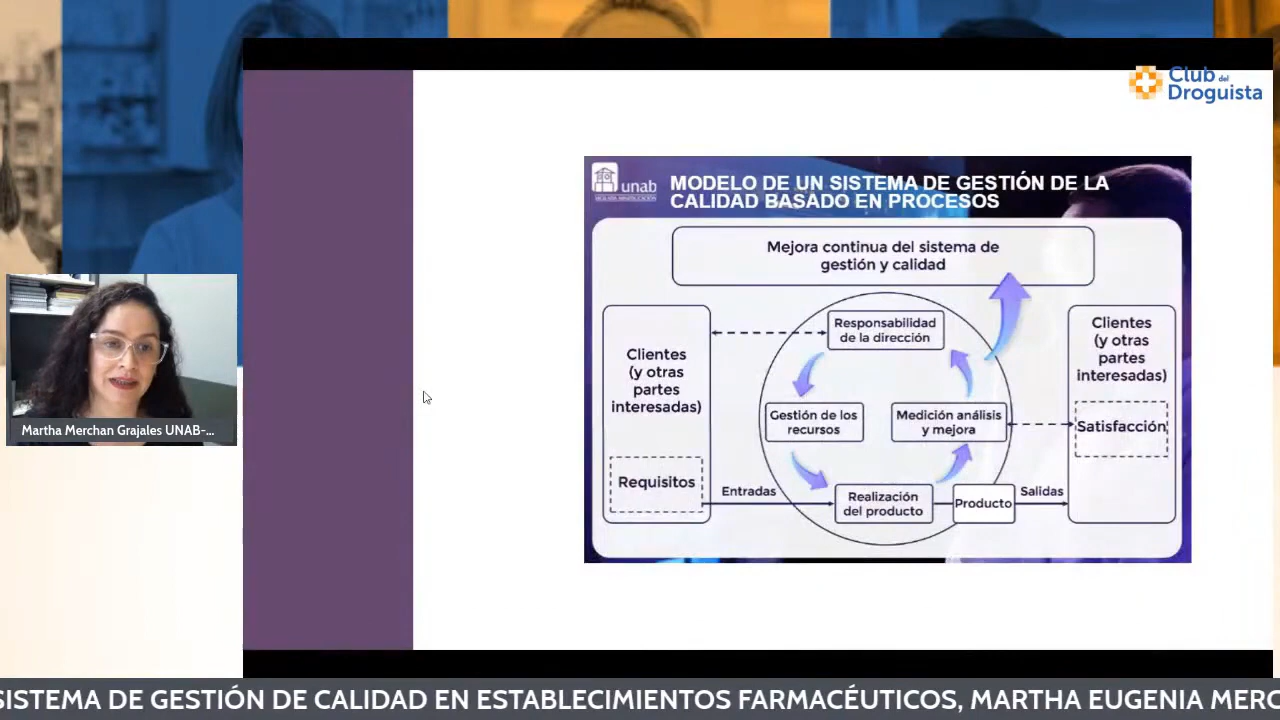 Club del
Droguista
unab
MODELO DE UN SISTEMA DE GESTIÓN DE LA
CALIDAD BASADO EN PROCESOS
Mejora continua del sistema de
gestión y calidad
Clientes
(y otras
partes
interesadas)
Requisitos
Entradas
Responsabilidad
de la dirección
Gestión de los
recursos
Medición análisis
y mejora
Realización
del producto
Producto
Salidas
Clientes
(y otras
partes
interesadas)
Satisfacción
Martha Merchan Grajales UNAB-...
SISTEMA DE GESTIÓN DE CALIDAD EN ESTABLECIMIENTOS FARMACÉUTICOS, MARTHA EUGENIA MERC